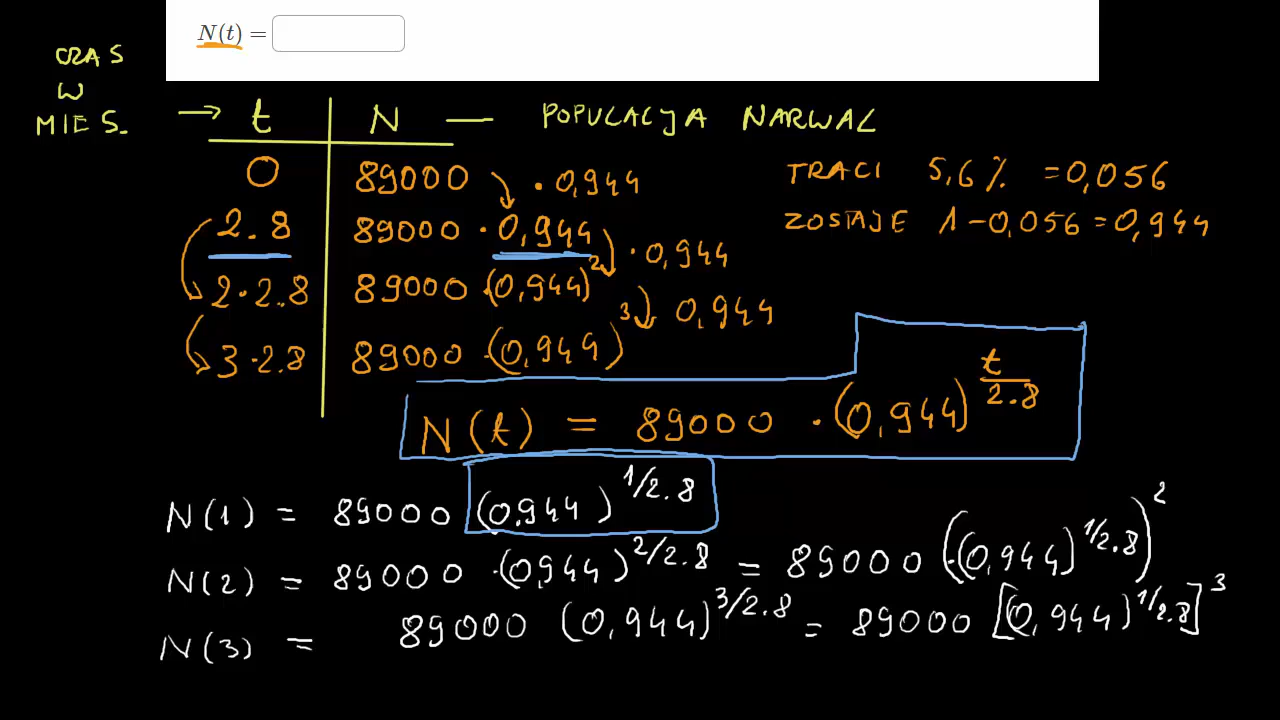 N(t) =
CZAS
W
MIES.
→ t | N — POPULACJA NARWAL
0 | 89000 · 0,944
TRACI 5,6% = 0,056
2.8 | 89000 · 0,944 · 0,944
ZOSTAJE 1 - 0,056 = 0,944
2·2.8 | 89000 · (0,944)² 0,944
3·2.8 | 89000 · (0,944)³
N(t) = 89000 · (0,944)^(t/2.8)
N(1) = 89000 (0.944)^(1/2.8)
N(2) = 89000 · (0,944)^(2/2.8) = 89000 · ((0,944)^(1/2.8))²
N(3) = 89000 (0,944)^(3/2.8) = 89000 [(0,944)^(1/2.8)]³